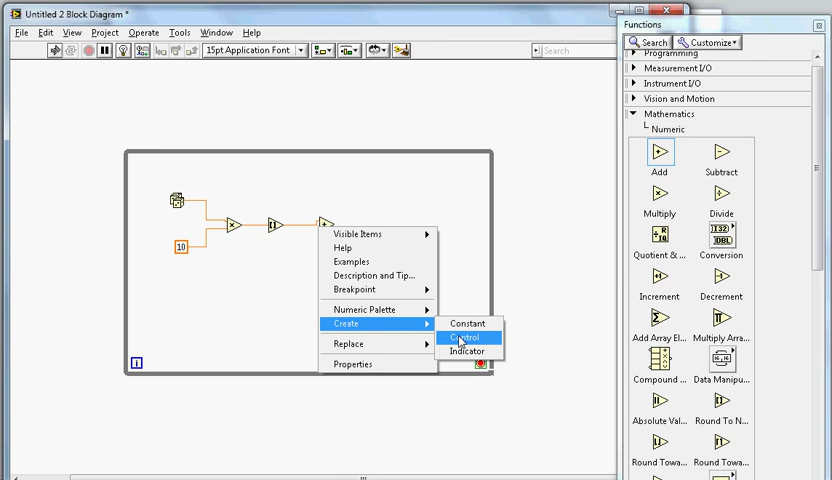 Untitled 2 Block Diagram *
File Edit View Project Operate Tools Window Help
15pt Application Font
Search
10
i
Visible Items
Help
Examples
Description and Tip...
Breakpoint
Numeric Palette
Create
Replace
Properties
Constant
Control
Indicator
Functions
Search Customize
Programming
Measurement I/O
Instrument I/O
Vision and Motion
Mathematics
Numeric
Add Subtract
Multiply Divide
Quotient & ... Conversion
Increment Decrement
Add Array El... Multiply Arra...
Compound ... Data Manipu...
Absolute Val... Round To N...
Round Towa... Round Towa...